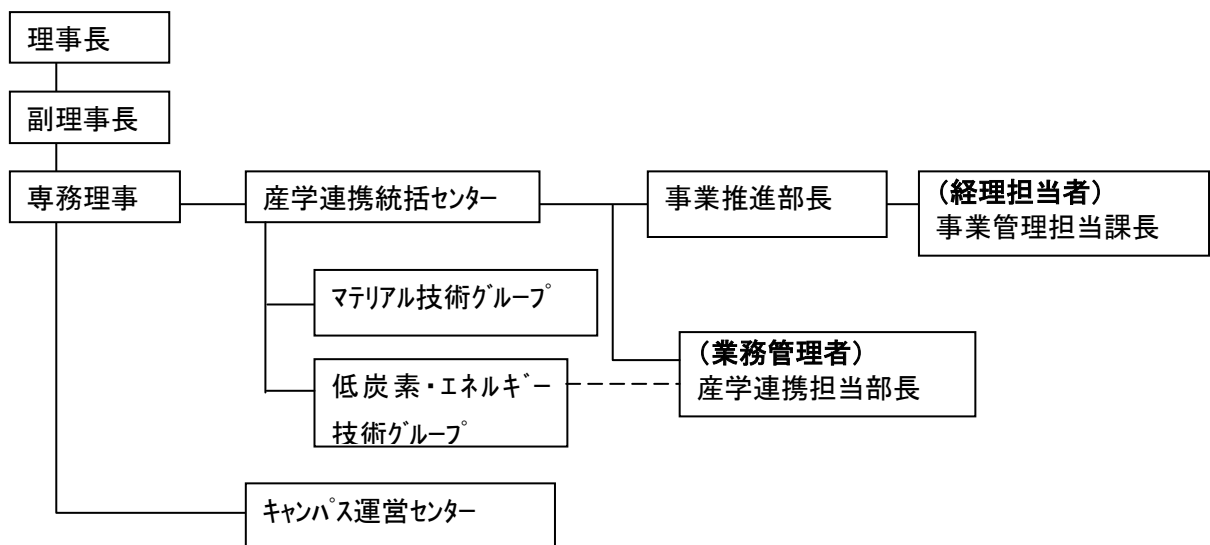 理事長
副理事長
専務理事
産学連携統括センター
事業推進部長
（経理担当者）
事業管理担当課長
マテリアル技術グループ
（業務管理者）
産学連携担当部長
低炭素・エネルギー
技術グループ
キャンパス運営センター